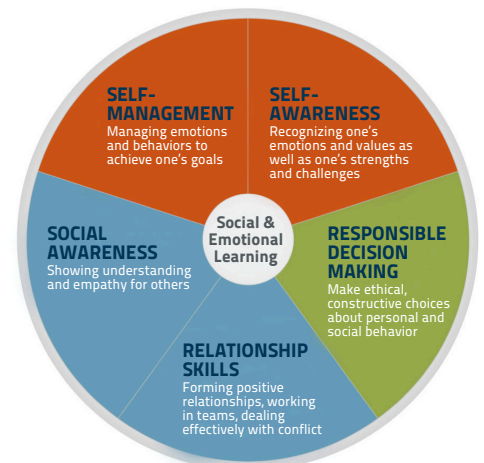 SELF-
MANAGEMENT
Managing emotions
and behaviors to
achieve one's goals
SELF-
AWARENESS
Recognizing one's
emotions and values as
well as one's strengths
and challenges
SOCIAL
AWARENESS
Showing understanding
and empathy for others
Social &
Emotional
Learning
RESPONSIBLE
DECISION
MAKING
Make ethical,
constructive choices
about personal and
social behavior
RELATIONSHIP
SKILLS
Forming positive
relationships, working
in teams, dealing
effectively with conflict